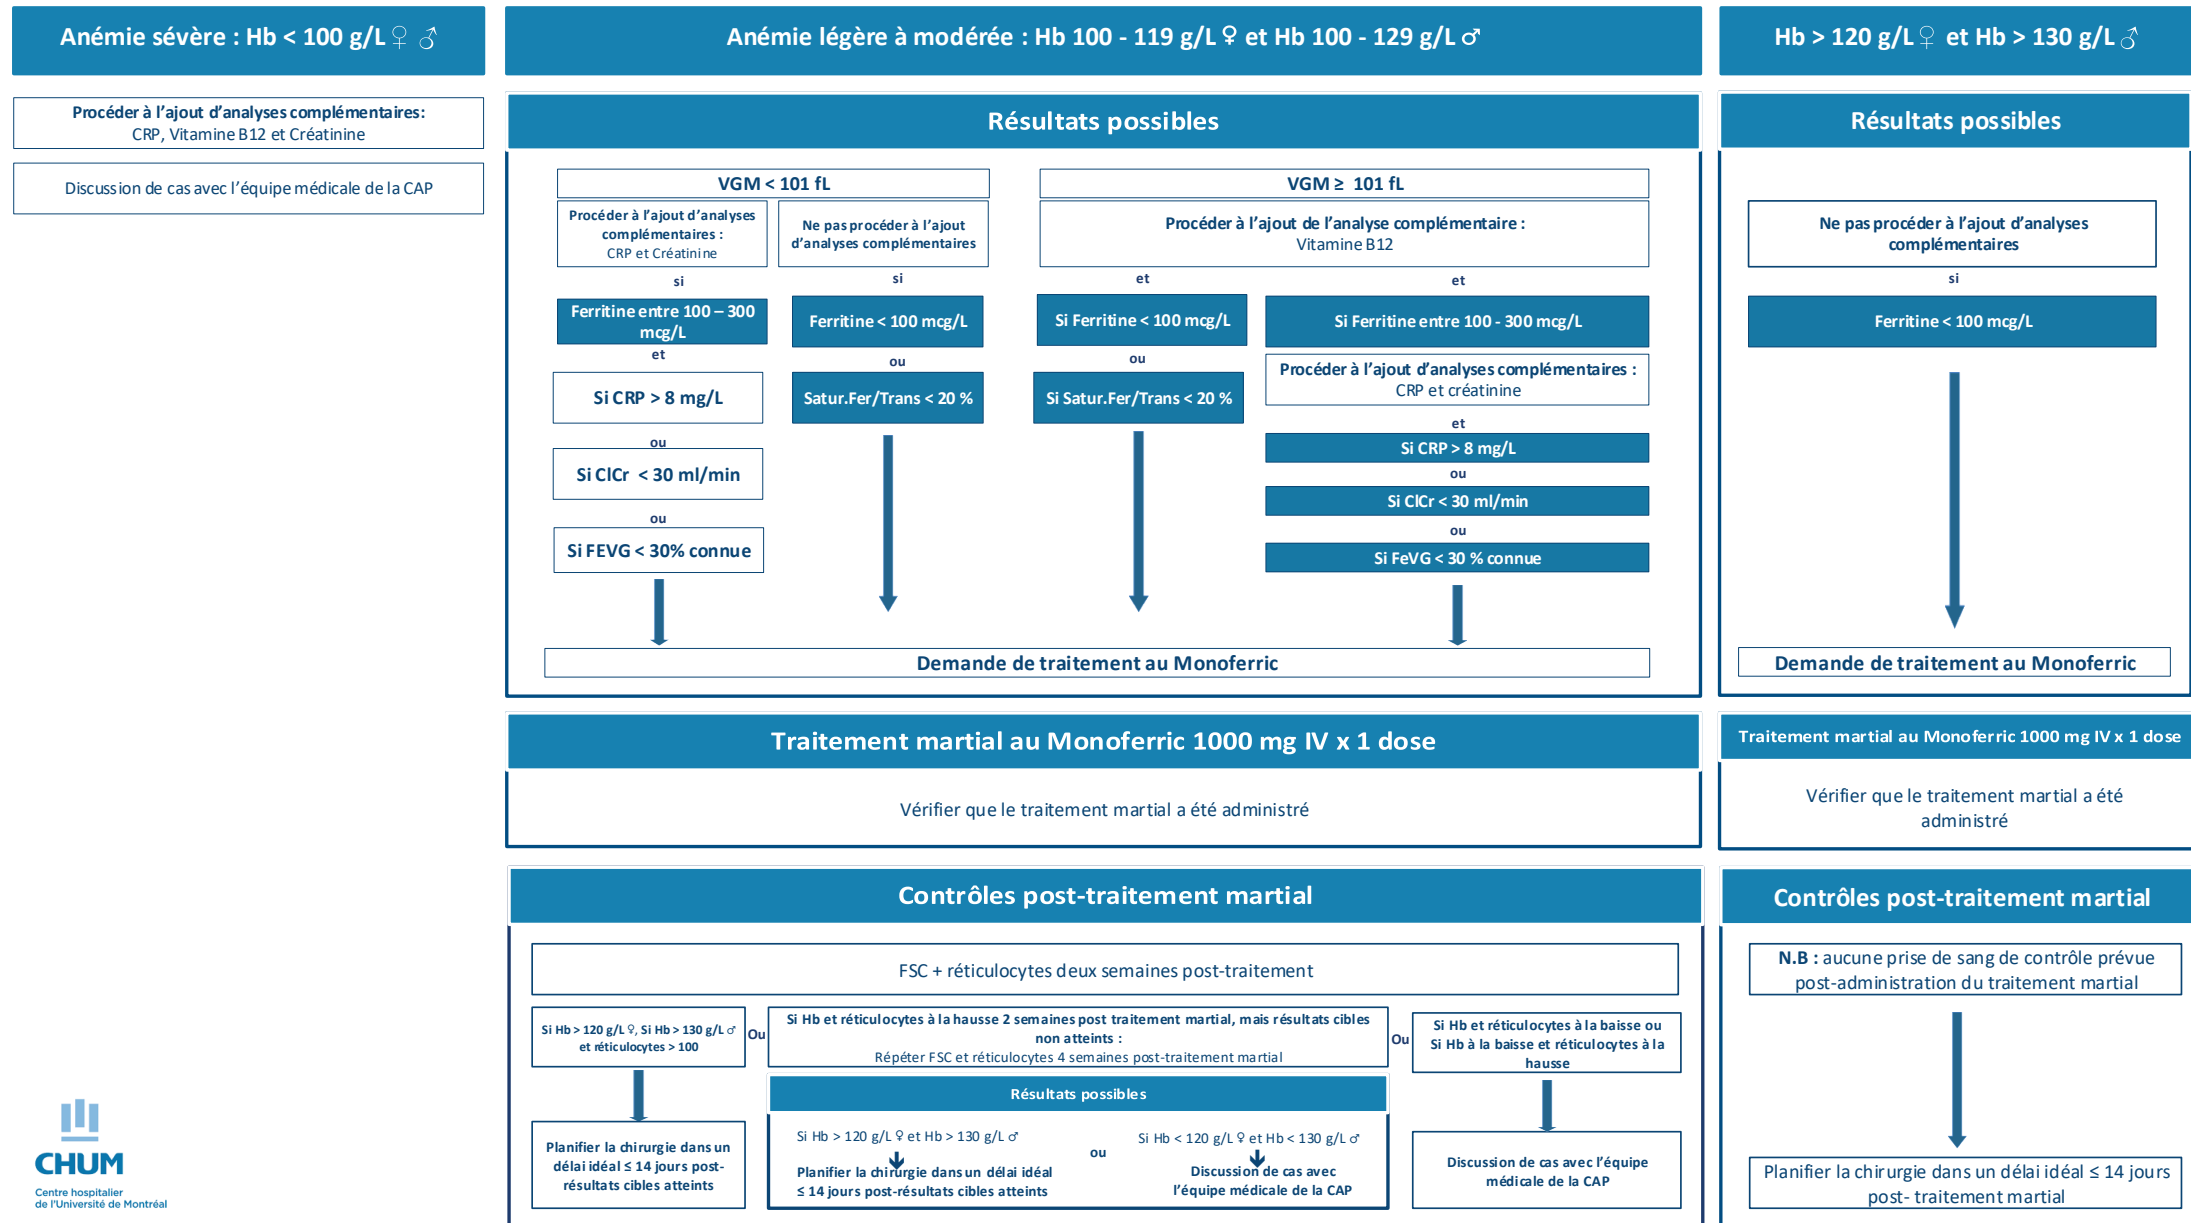 Anémie sévère : Hb < 100 g/L ♀ ♂
Procéder à l'ajout d'analyses complémentaires:
CRP, Vitamine B12 et Créatinine
Discussion de cas avec l'équipe médicale de la CAP
Anémie légère à modérée : Hb 100 - 119 g/L ♀ et Hb 100 - 129 g/L ♂
Résultats possibles
VGM < 101 fL
Procéder à l'ajout d'analyses
complémentaires :
CRP et Créatinine
si
Ferritine entre 100 – 300
mcg/L
et
Si CRP > 8 mg/L
ou
Si ClCr < 30 ml/min
ou
Si FEVG < 30% connue
Ne pas procéder à l'ajout
d'analyses complémentaires
si
Ferritine < 100 mcg/L
ou
Satur.Fer/Trans < 20 %
VGM ≥ 101 fL
Procéder à l'ajout de l'analyse complémentaire :
Vitamine B12
et
Si Ferritine < 100 mcg/L
ou
Si Satur.Fer/Trans < 20 %
et
Si Ferritine entre 100 - 300 mcg/L
Procéder à l'ajout d'analyses complémentaires :
CRP et créatinine
et
Si CRP > 8 mg/L
ou
Si ClCr < 30 ml/min
ou
Si FeVG < 30 % connue
Demande de traitement au Monoferric
Traitement martial au Monoferric 1000 mg IV x 1 dose
Vérifier que le traitement martial a été administré
Contrôles post-traitement martial
FSC + réticulocytes deux semaines post-traitement
Si Hb > 120 g/L ♀, Si Hb > 130 g/L ♂
et réticulocytes > 100
Planifier la chirurgie dans un
délai idéal ≤ 14 jours post-
résultats cibles atteints
Ou
Si Hb et réticulocytes à la hausse 2 semaines post traitement martial, mais résultats cibles
non atteints :
Répéter FSC et réticulocytes 4 semaines post-traitement martial
Résultats possibles
Si Hb > 120 g/L ♀ et Hb > 130 g/L ♂
Planifier la chirurgie dans un délai idéal
≤ 14 jours post-résultats cibles atteints
ou
Si Hb < 120 g/L ♀ et Hb < 130 g/L ♂
Discussion de cas avec
l'équipe médicale de la CAP
Ou
Si Hb et réticulocytes à la baisse ou
Si Hb à la baisse et réticulocytes à la
hausse
Discussion de cas avec l'équipe
médicale de la CAP
Hb > 120 g/L ♀ et Hb > 130 g/L ♂
Résultats possibles
Ne pas procéder à l'ajout d'analyses
complémentaires
si
Ferritine < 100 mcg/L
Demande de traitement au Monoferric
Traitement martial au Monoferric 1000 mg IV x 1 dose
Vérifier que le traitement martial a été
administré
Contrôles post-traitement martial
N.B : aucune prise de sang de contrôle prévue
post-administration du traitement martial
Planifier la chirurgie dans un délai idéal ≤ 14 jours
post- traitement martial
CHUM
Centre hospitalier
de l'Université de Montréal